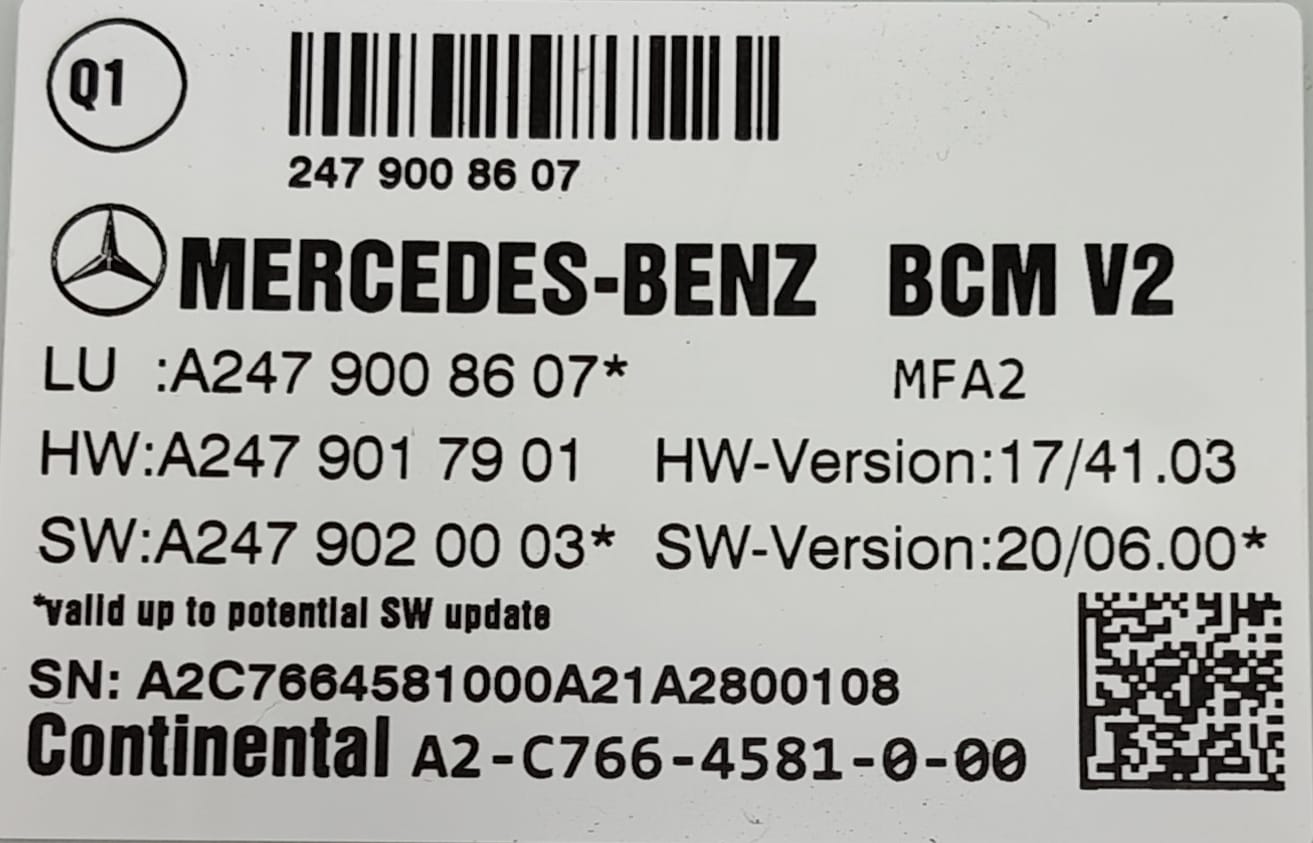 Q1
247 900 86 07
MERCEDES-BENZ BCM V2
LU :A247 900 86 07* MFA2
HW:A247 901 79 01 HW-Version:17/41.03
SW:A247 902 00 03* SW-Version:20/06.00*
*valid up to potential SW update
SN: A2C7664581000A21A2800108
Continental A2-C766-4581-0-00